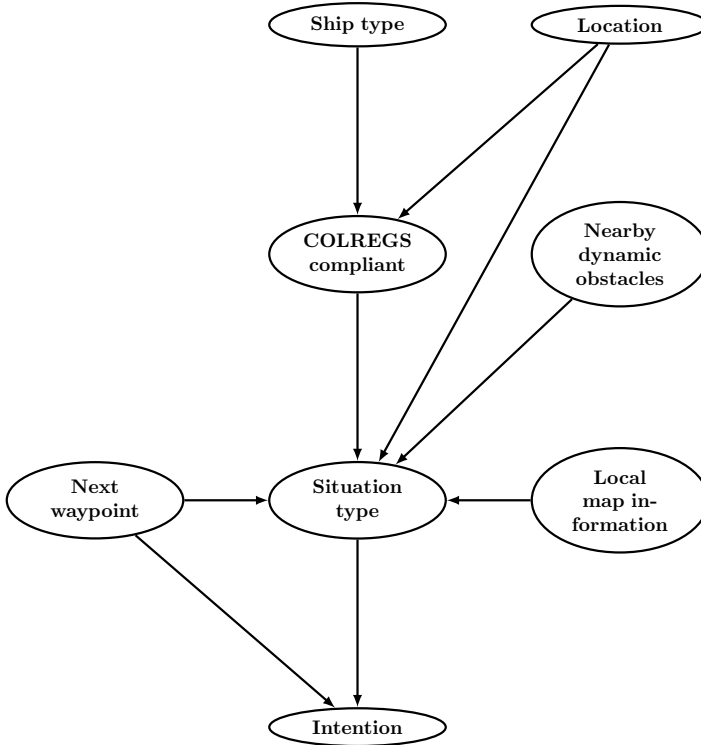 Ship type
Location
COLREGS
compliant
Nearby
dynamic
obstacles
Next
waypoint
Situation
type
Local
map in-
formation
Intention